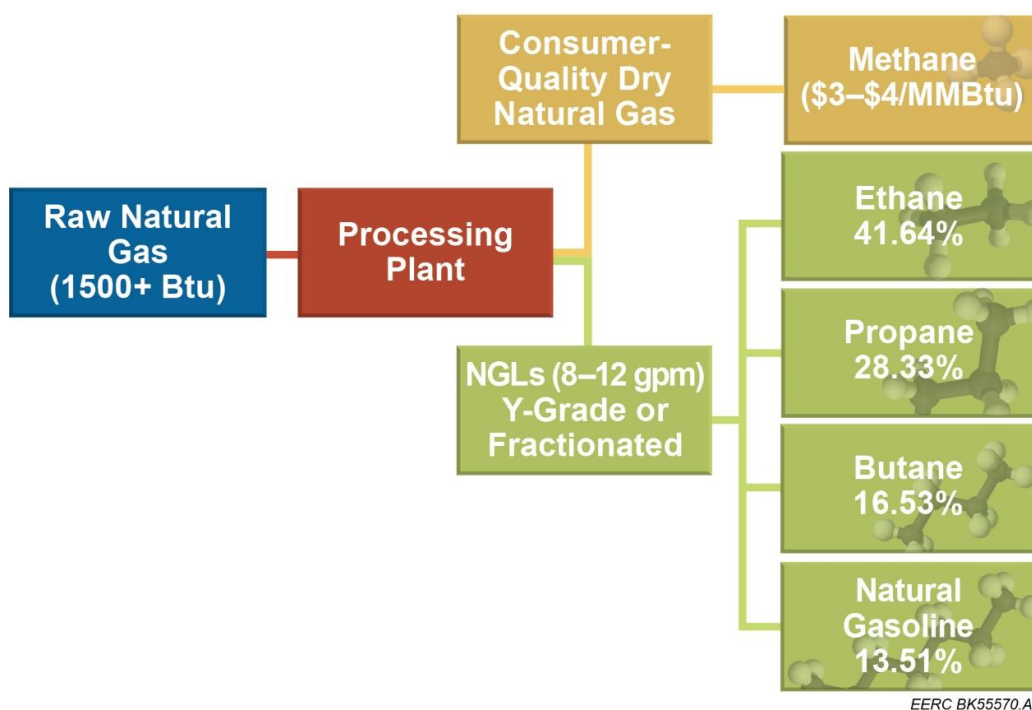 Consumer-
Quality Dry
Natural Gas
Methane
($3–$4/MMBtu)
Raw Natural
Gas
(1500+ Btu)
Processing
Plant
Ethane
41.64%
Propane
28.33%
NGLs (8–12 gpm)
Y-Grade or
Fractionated
Butane
16.53%
Natural
Gasoline
13.51%
EERC BK55570.A